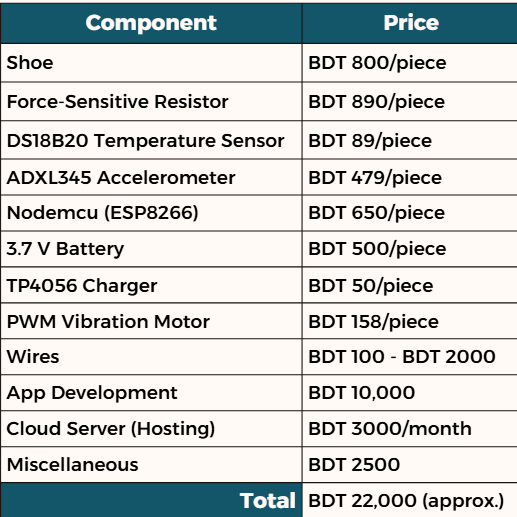 Component Price
Shoe BDT 800/piece
Force-Sensitive Resistor BDT 890/piece
DS18B20 Temperature Sensor BDT 89/piece
ADXL345 Accelerometer BDT 479/piece
Nodemcu (ESP8266) BDT 650/piece
3.7 V Battery BDT 500/piece
TP4056 Charger BDT 50/piece
PWM Vibration Motor BDT 158/piece
Wires BDT 100 - BDT 2000
App Development BDT 10,000
Cloud Server (Hosting) BDT 3000/month
Miscellaneous BDT 2500
Total BDT 22,000 (approx.)